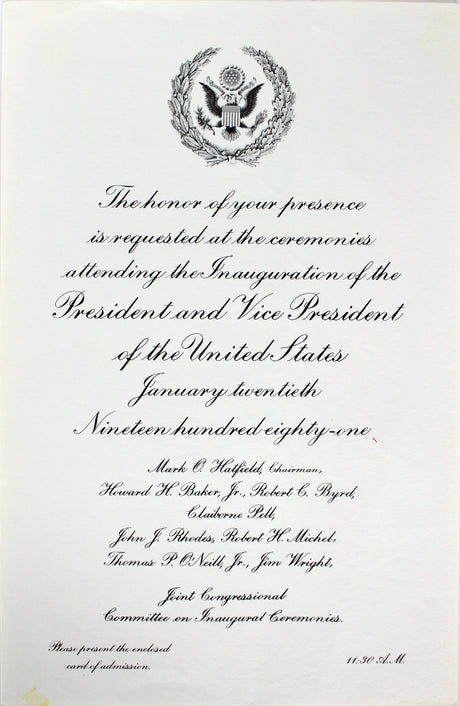 The honor of your presence
is requested at the ceremonies
attending the Inauguration of the
President and Vice President
of the United States
January twentieth
Nineteen hundred eighty-one
Mark O. Hatfield, Chairman,
Howard H. Baker, Jr., Robert C. Byrd,
Claiborne Pell,
John J. Rhodes, Robert H. Michel,
Thomas P. O'Neill, Jr., Jim Wright,
Joint Congressional
Committee on Inaugural Ceremonies.
Please present the enclosed
card of admission.
11:30 A.M.